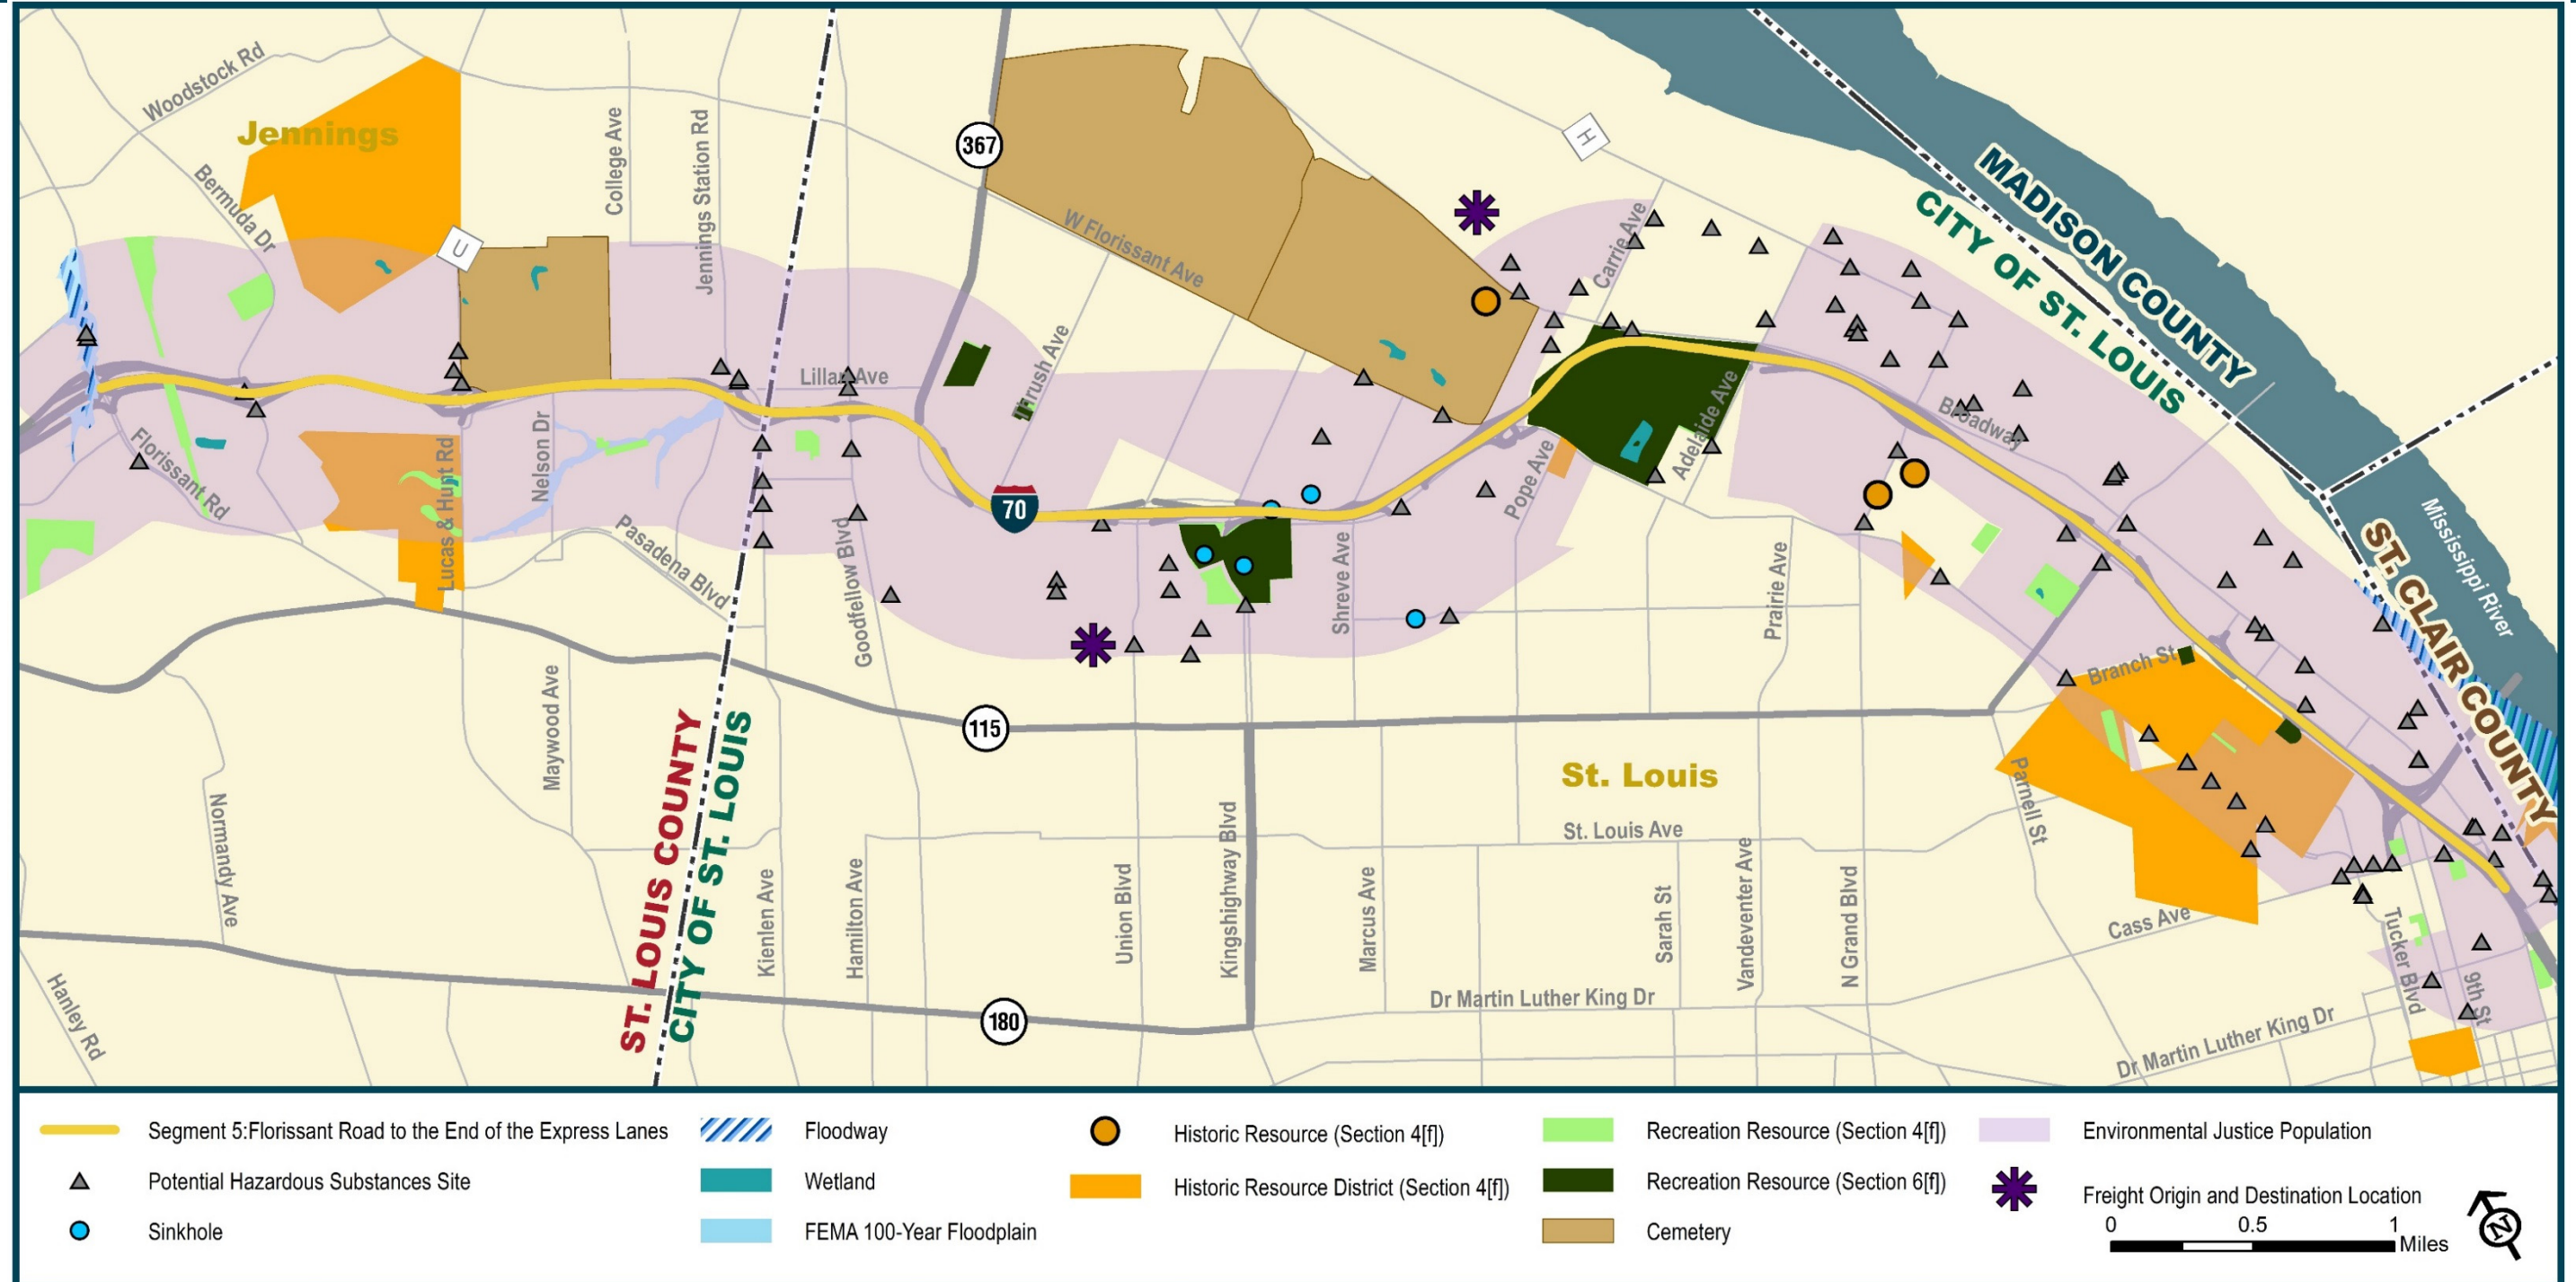 Woodstock Rd
Jennings
Bermuda Dr
U
College Ave
Jennings Station Rd
367
W Florissant Ave
H
Carrie Ave
MADISON COUNTY
CITY OF ST. LOUIS
Mississippi River
ST. CLAIR COUNTY
Lillan Ave
Thrush Ave
Florissant Rd
Lucas & Hunt Rd
Nelson Dr
Pasadena Blvd
Goodfellow Blvd
70
Shreve Ave
Pope Ave
Adelaide Ave
Broadway
Prairie Ave
Branch St
115
St. Louis
St. Louis Ave
Maywood Ave
Normandy Ave
Hanley Rd
ST. LOUIS COUNTY
CITY OF ST. LOUIS
Kienlen Ave
Hamilton Ave
Union Blvd
Kingshighway Blvd
Marcus Ave
Sarah St
Vandeventer Ave
N Grand Blvd
Parnell St
Cass Ave
Tucker Blvd
9th St
180
Dr Martin Luther King Dr
Dr Martin Luther King Dr
Segment 5:Florissant Road to the End of the Express Lanes
Potential Hazardous Substances Site
Sinkhole
Floodway
Wetland
FEMA 100-Year Floodplain
Historic Resource (Section 4[f])
Historic Resource District (Section 4[f])
Recreation Resource (Section 4[f])
Recreation Resource (Section 6[f])
Cemetery
Environmental Justice Population
Freight Origin and Destination Location
0 0.5 1
Miles
N